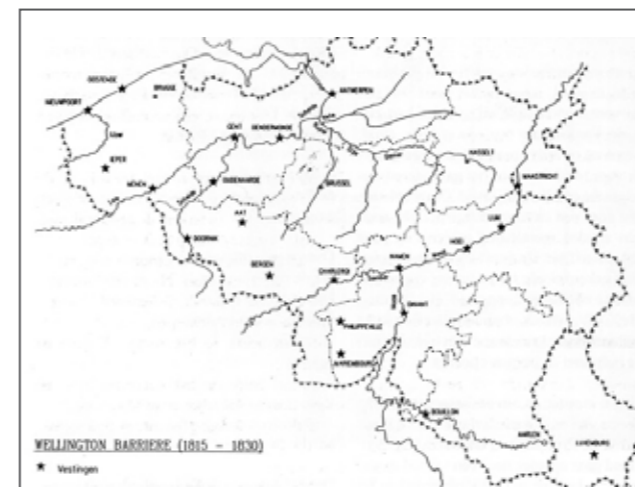 OOSTENDE
BRUGGE
NIEUWPOORT
ANTWERPEN
GENT
DENDERMONDE
IEPER
MENEN
OUDENAARDE
BRUSSEL
HASSELT
MAASTRICHT
AAT
DOORNIK
BERGEN
CHARLEROI
NAMEN
HOEI
LUIK
DINANT
PHILIPPEVILLE
BOUILLON
AARLEN
LUXEMBURG
WELLINGTON BARRIERE (1815 - 1830)
★ Vestingen